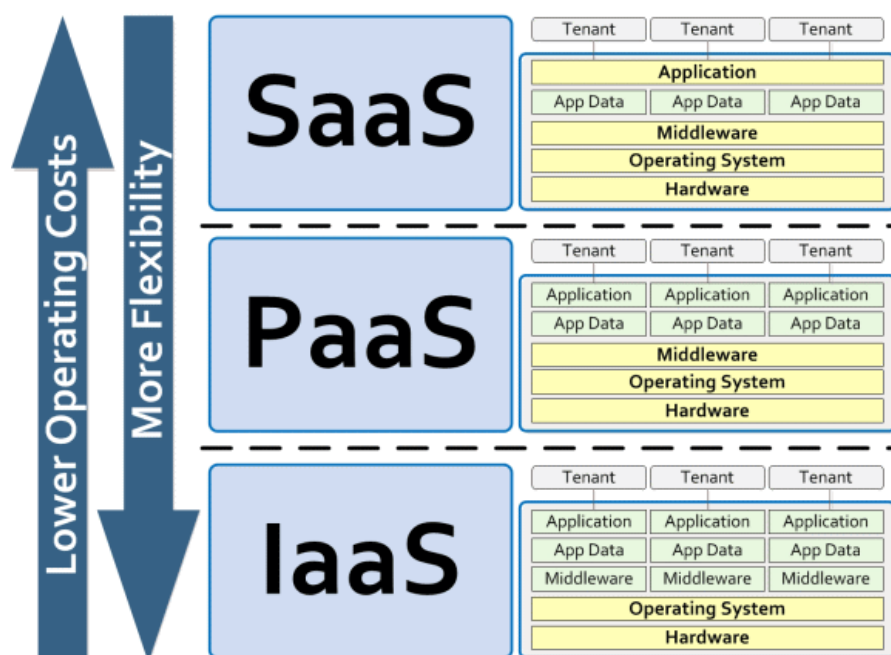 Lower Operating Costs
More Flexibility
SaaS
Tenant Tenant Tenant
Application
App Data App Data App Data
Middleware
Operating System
Hardware
PaaS
Tenant Tenant Tenant
Application Application Application
App Data App Data App Data
Middleware
Operating System
Hardware
IaaS
Tenant Tenant Tenant
Application Application Application
App Data App Data App Data
Middleware Middleware Middleware
Operating System
Hardware